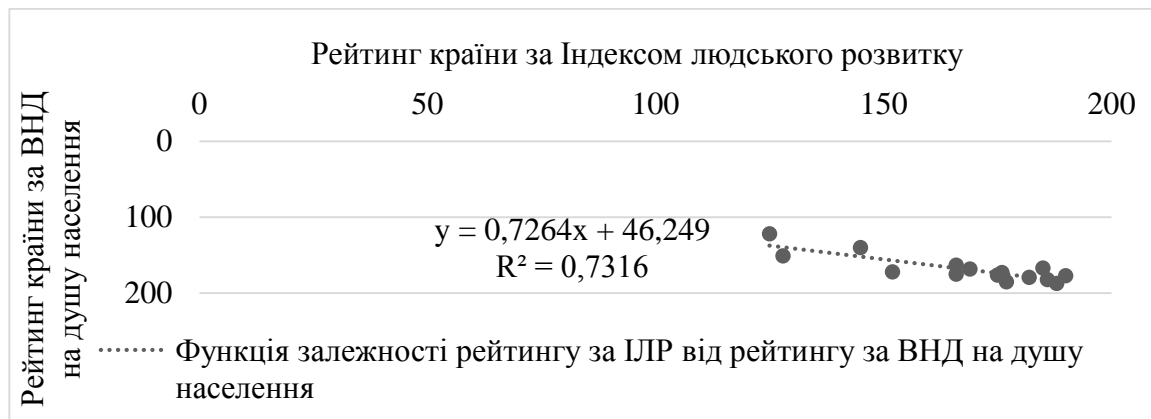 Рейтинг країни за Індексом людського розвитку
0 50 100 150 200
Рейтинг країни за ВНД
на душу населення
0
100
200
y = 0,7264x + 46,249
R² = 0,7316
Функція залежності рейтингу за ІЛР від рейтингу за ВНД на душу
населення